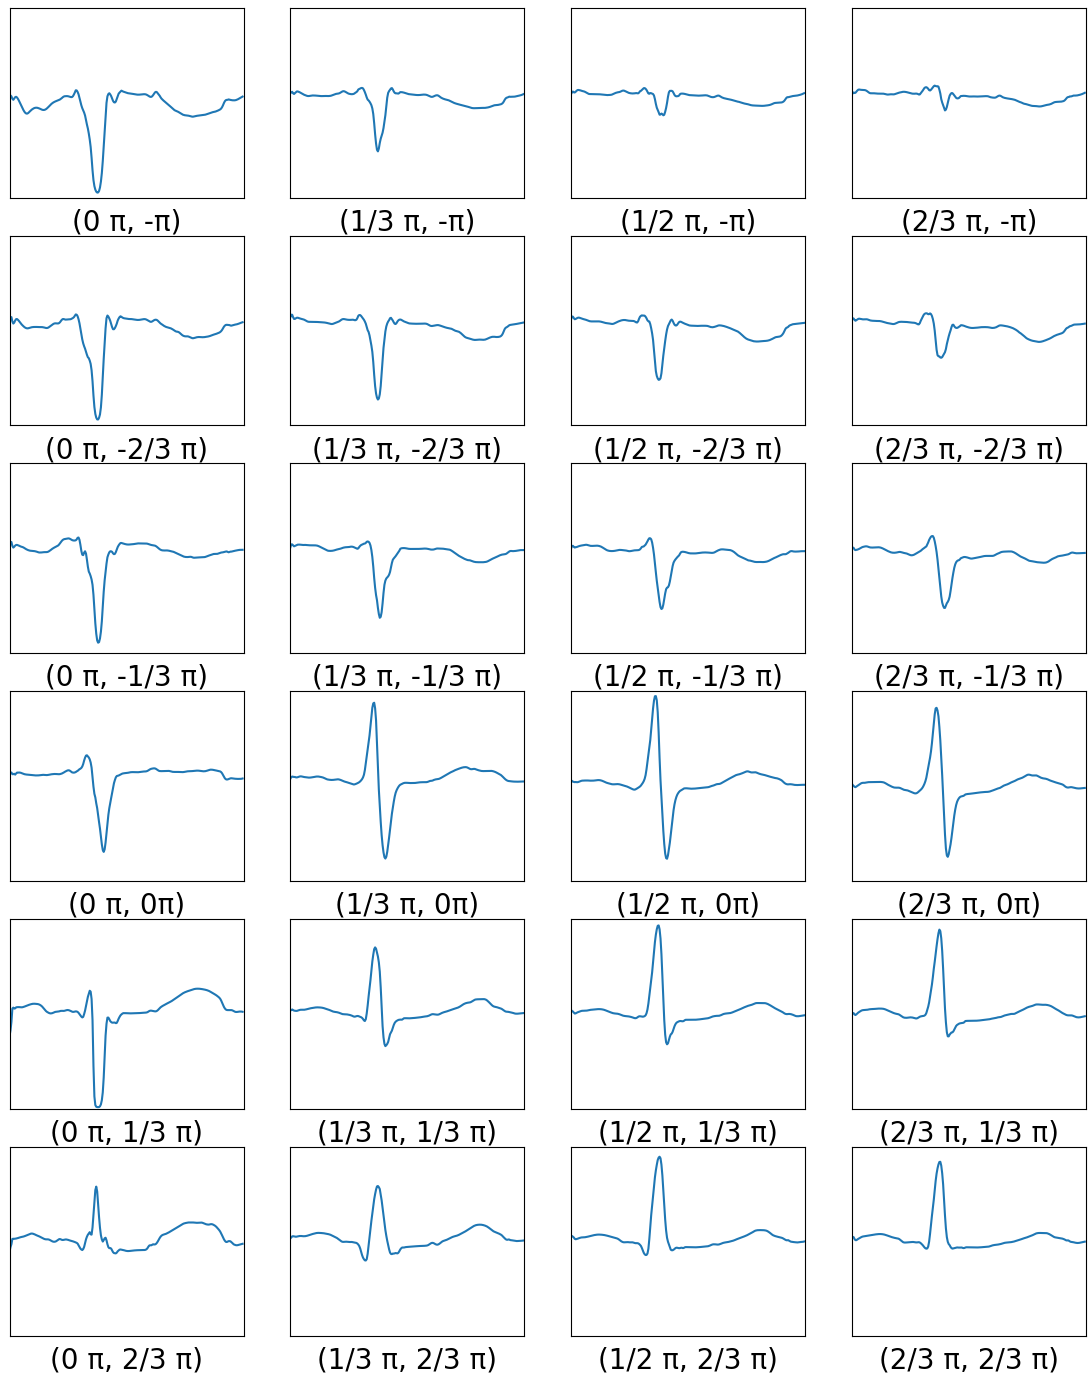 (0 π, -π) (1/3 π, -π) (1/2 π, -π) (2/3 π, -π)
(0 π, -2/3 π) (1/3 π, -2/3 π) (1/2 π, -2/3 π) (2/3 π, -2/3 π)
(0 π, -1/3 π) (1/3 π, -1/3 π) (1/2 π, -1/3 π) (2/3 π, -1/3 π)
(0 π, 0π) (1/3 π, 0π) (1/2 π, 0π) (2/3 π, 0π)
(0 π, 1/3 π) (1/3 π, 1/3 π) (1/2 π, 1/3 π) (2/3 π, 1/3 π)
(0 π, 2/3 π) (1/3 π, 2/3 π) (1/2 π, 2/3 π) (2/3 π, 2/3 π)